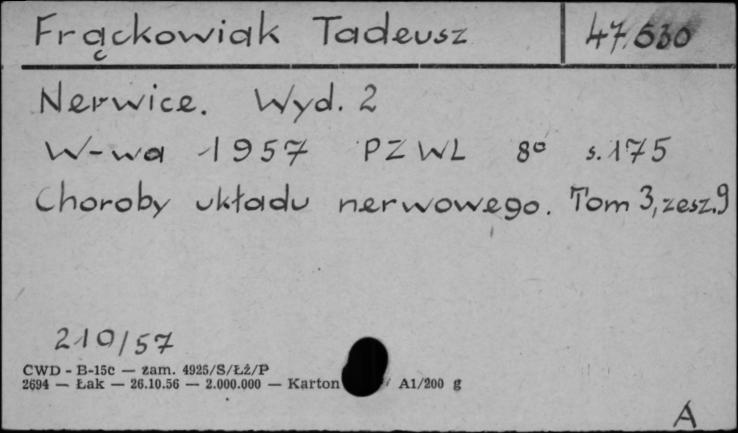 Frąckowiak Tadeusz 47.530
Nerwice. Wyd. 2
W-wa 1957 PZWL 8° s. 175
Choroby układu nerwowego. Tom 3, zesz. 9
210/57
CWD - B-15c — zam. 4925/S/ŁŻ/P
2694 — Łak — 26.10.56 — 2.000.000 — Karton A1/200 g
A